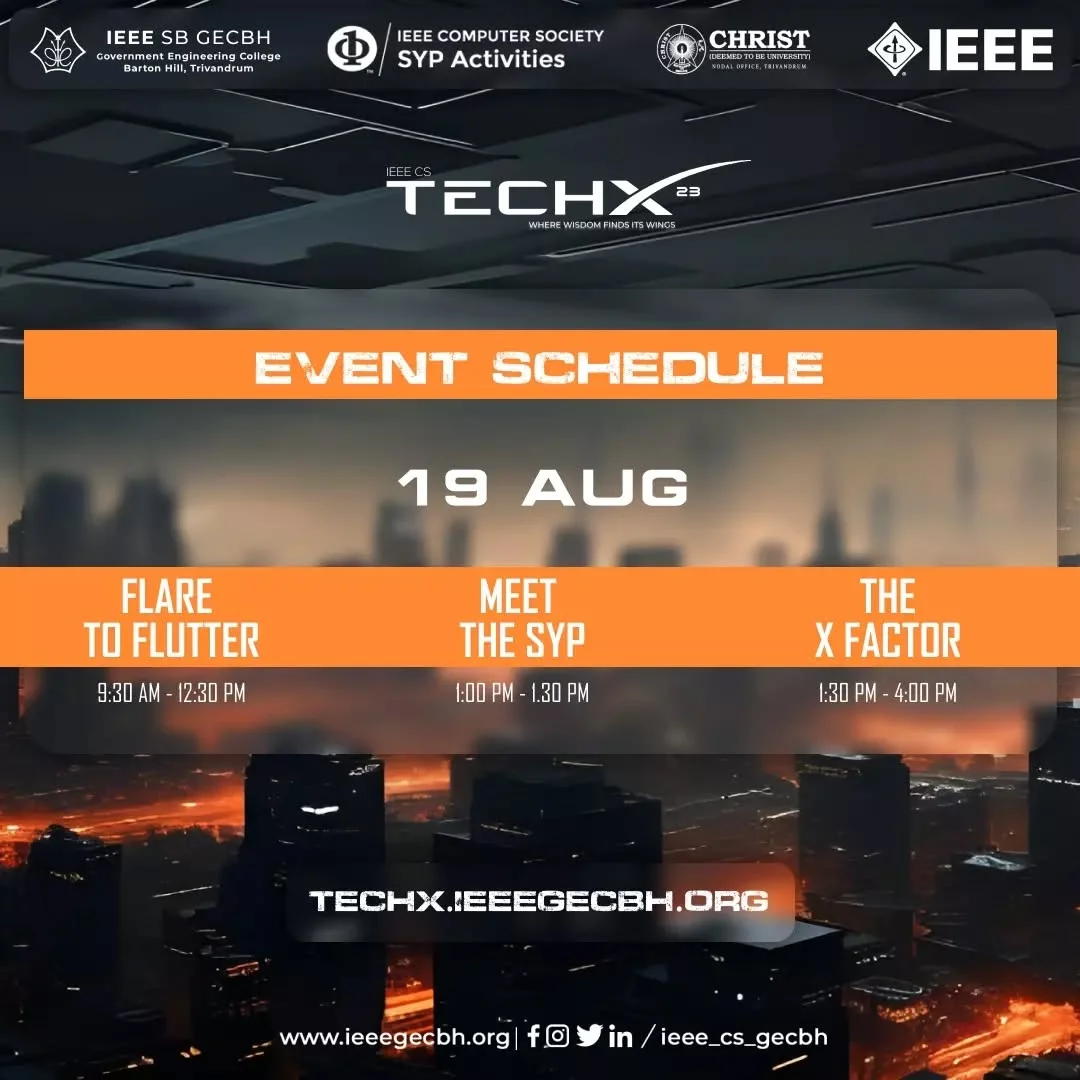 IEEE SB GECBH
Government Engineering College
Barton Hill, Trivandrum
IEEE COMPUTER SOCIETY
SYP Activities
CHRIST
(DEEMED TO BE UNIVERSITY)
NODAL OFFICE, TRIVANDRUM
IEEE
IEEE CS
TECHX 23
WHERE WISDOM FINDS ITS WINGS
EVENT SCHEDULE
19 AUG
FLARE
TO FLUTTER
9:30 AM - 12:30 PM
MEET
THE SYP
1:00 PM - 1.30 PM
THE
X FACTOR
1:30 PM - 4:00 PM
TECHX.IEEEGECBH.ORG
www.ieeegecbh.org| / ieee_cs_gecbh